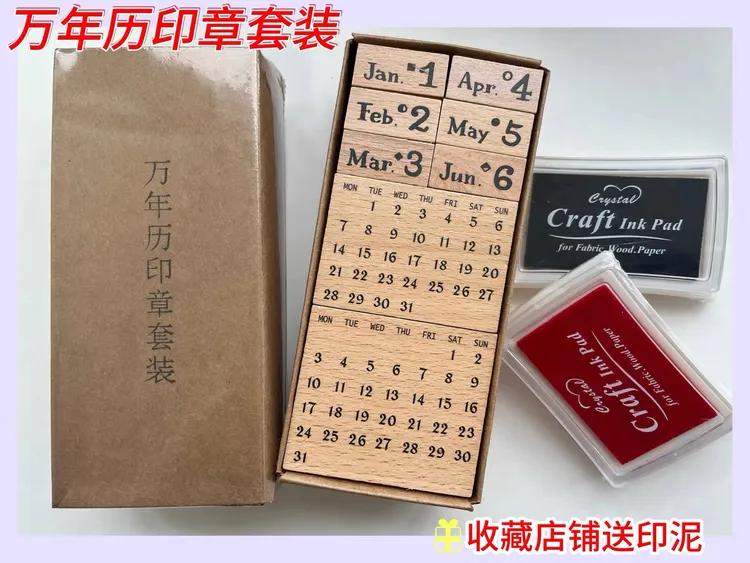 万年历印章套装
万年历印章套装
Jan. 1
Apr. 4
Feb. 2
May 5
Mar. 3
Jun. 6
MON TUE WED THU FRI SAT SUN
1 2 3 4 5 6
7 8 9 10 11 12 13
14 15 16 17 18 19 20
21 22 23 24 25 26 27
28 29 30 31
MON TUE WED THU FRI SAT SUN
1 2
3 4 5 6 7 8 9
10 11 12 13 14 15 16
17 18 19 20 21 22 23
24 25 26 27 28 29 30
31
Crystal
Craft Ink Pad
for Fabric.Wood.Paper
Crystal
Craft Ink Pad
for Fabric.Wood.Paper
收藏店铺送印泥